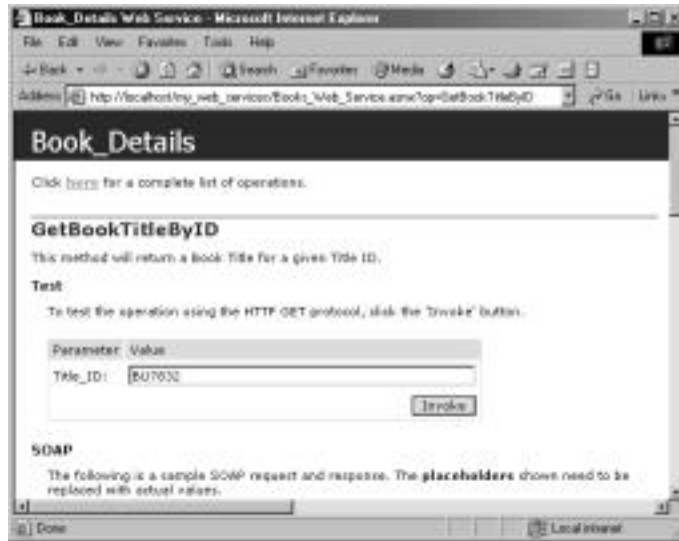 Book_Details Web Service - Microsoft Internet Explorer
File Edit View Favorites Tools Help
Back Search Favorites Media
Address http://localhost/my_web_services/Books_Web_Service.asmx?op=GetBookTitleByID Go Links »
Book_Details
Click here for a complete list of operations.
GetBookTitleByID
This method will return a Book Title for a given Title ID.
Test
To test the operation using the HTTP GET protocol, click the 'Invoke' button.
Parameter Value
Title_ID: BU7832
Invoke
SOAP
The following is a sample SOAP request and response. The placeholders shown need to be
replaced with actual values.
Done Local intranet